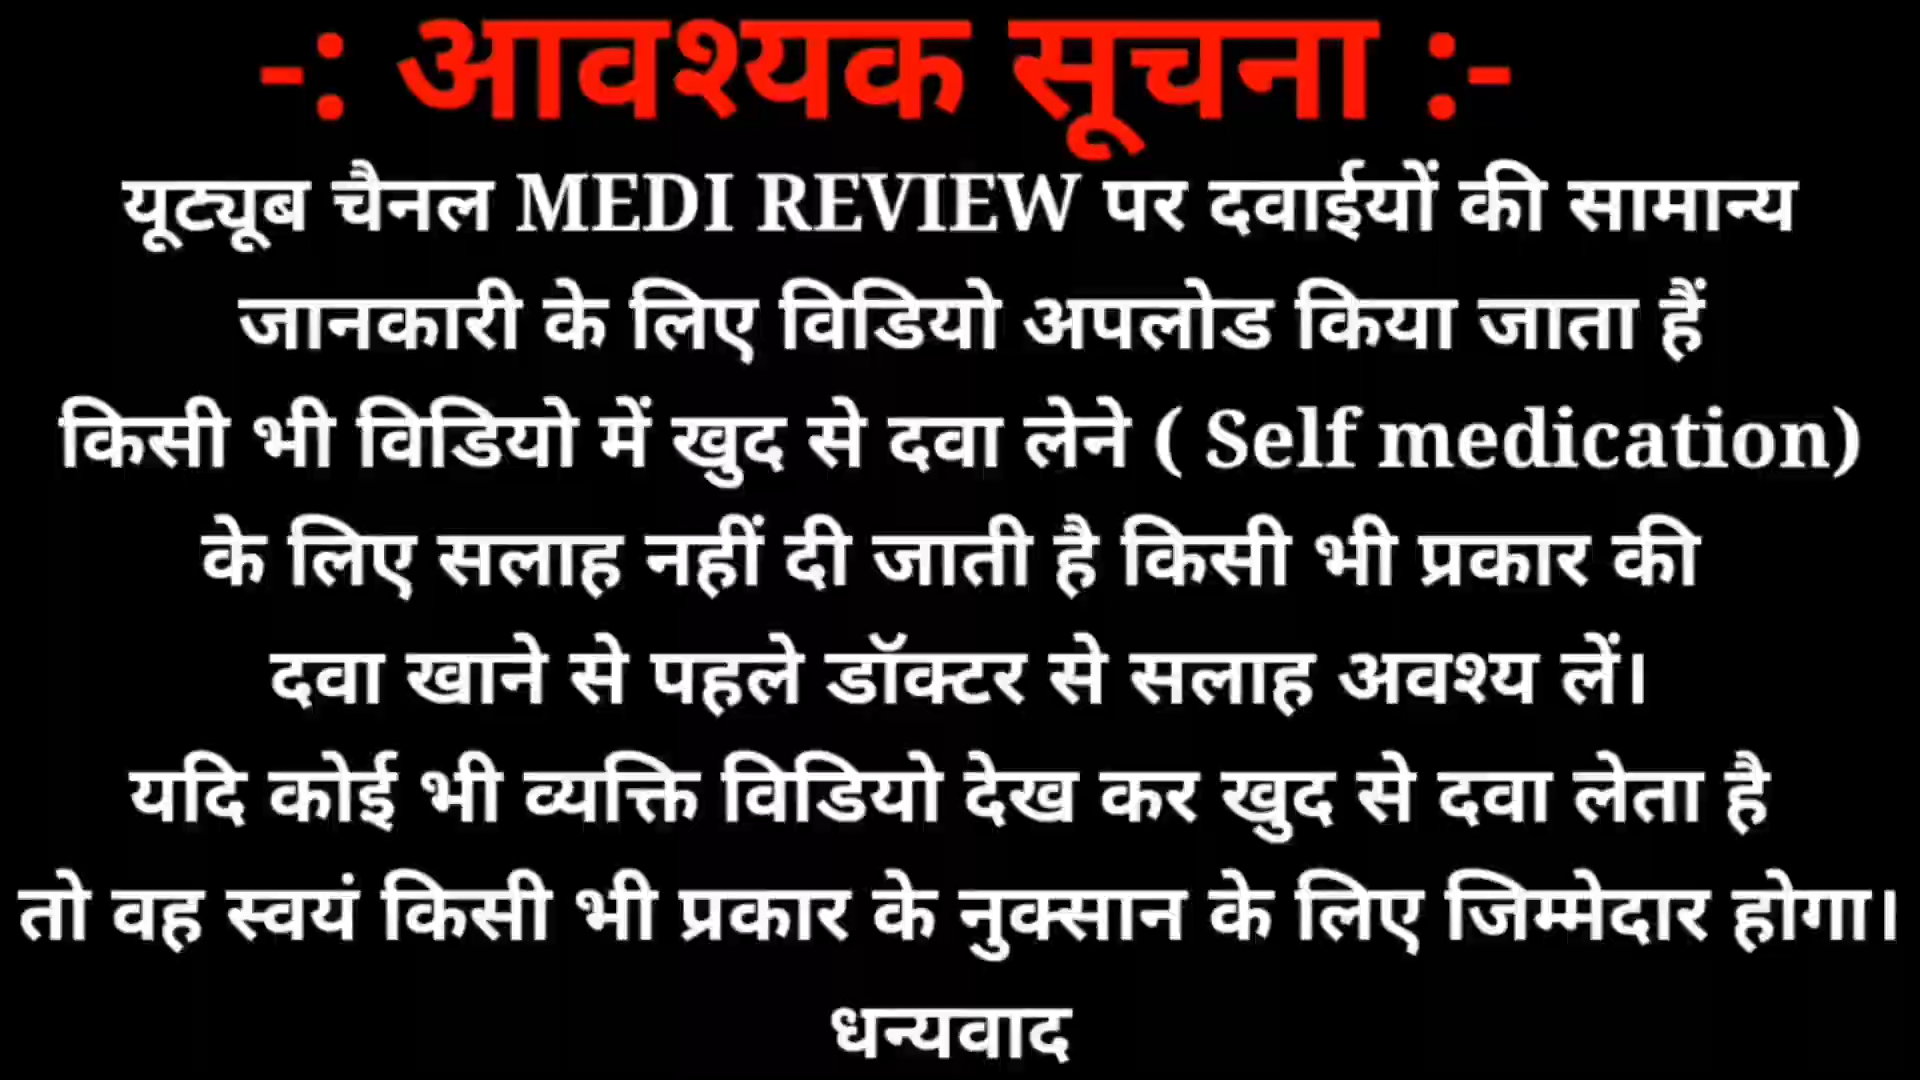 -: आवश्यक सूचना :-
यूट्यूब चैनल MEDI REVIEW पर दवाईयों की सामान्य
जानकारी के लिए विडियो अपलोड किया जाता हैं
किसी भी विडियो में खुद से दवा लेने ( Self medication)
के लिए सलाह नहीं दी जाती है किसी भी प्रकार की
दवा खाने से पहले डॉक्टर से सलाह अवश्य लें।
यदि कोई भी व्यक्ति विडियो देख कर खुद से दवा लेता है
तो वह स्वयं किसी भी प्रकार के नुक्सान के लिए जिम्मेदार होगा।
धन्यवाद